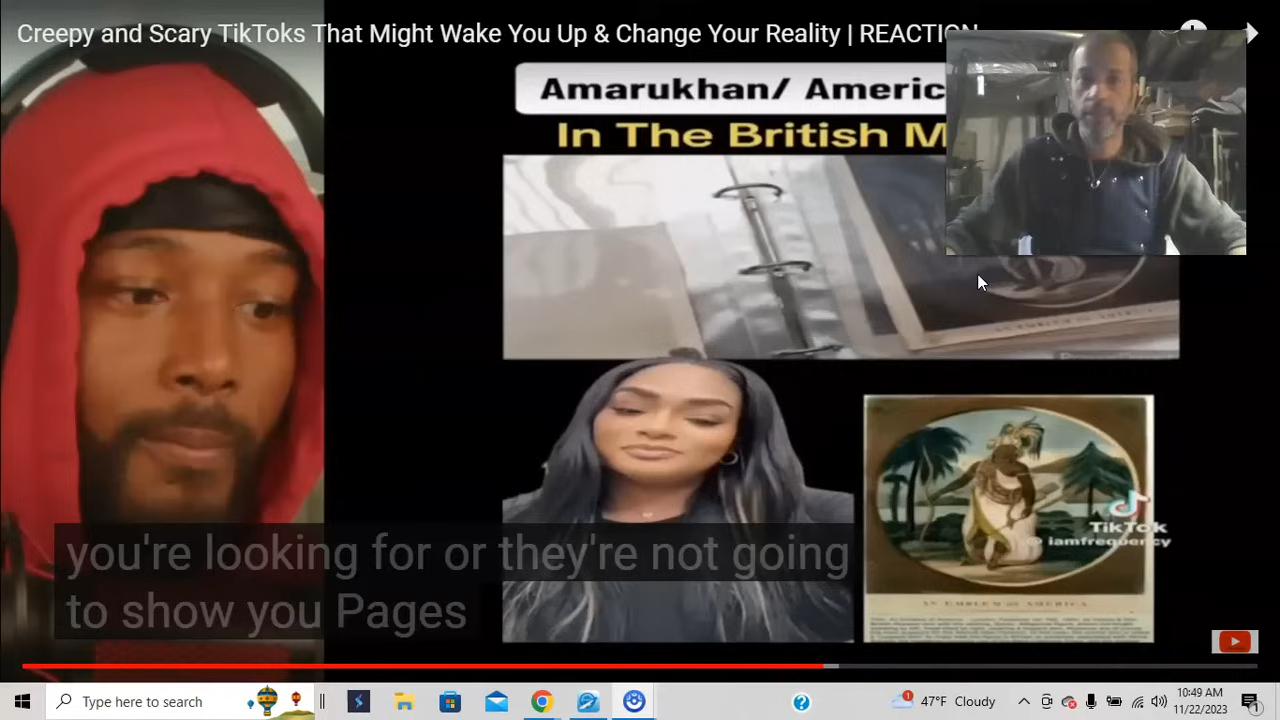 Creepy and Scary TikToks That Might Wake You Up & Change Your Reality | REACTION
Amarukhan/ Americ
In The British M
you're looking for or they're not going
to show you Pages
TikTok
iamfrequency
AN EMBLEM OF AMERICA
Type here to search
47°F Cloudy
1
10:49 AM
11/22/2023
1